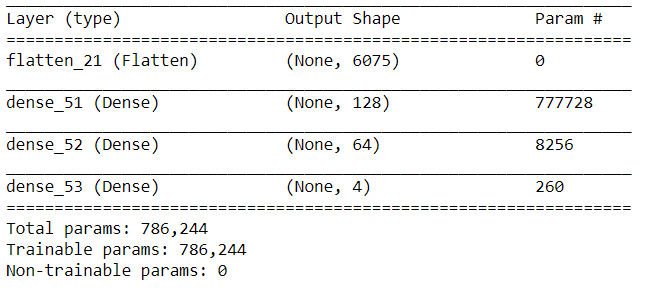 Layer (type) Output Shape Param #
flatten_21 (Flatten) (None, 6075) 0
dense_51 (Dense) (None, 128) 777728
dense_52 (Dense) (None, 64) 8256
dense_53 (Dense) (None, 4) 260
Total params: 786,244
Trainable params: 786,244
Non-trainable params: 0